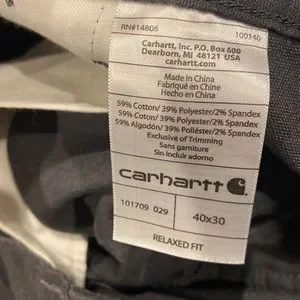 RN#14806 100140
Carhartt, Inc. P.O. Box 600
Dearborn, MI 48121 USA
carhartt.com
Made in China
Fabriqué en Chine
Hecho en China
59% Cotton/ 39% Polyester/2% Spandex
59% Coton/ 39% Polyester/2% Spandex
59% Algodón/ 39% Poliéster/2% Spandex
Exclusive of Trimming
Sans garniture
Sin incluir adorno
carhartt
101709 029
40x30
RELAXED FIT